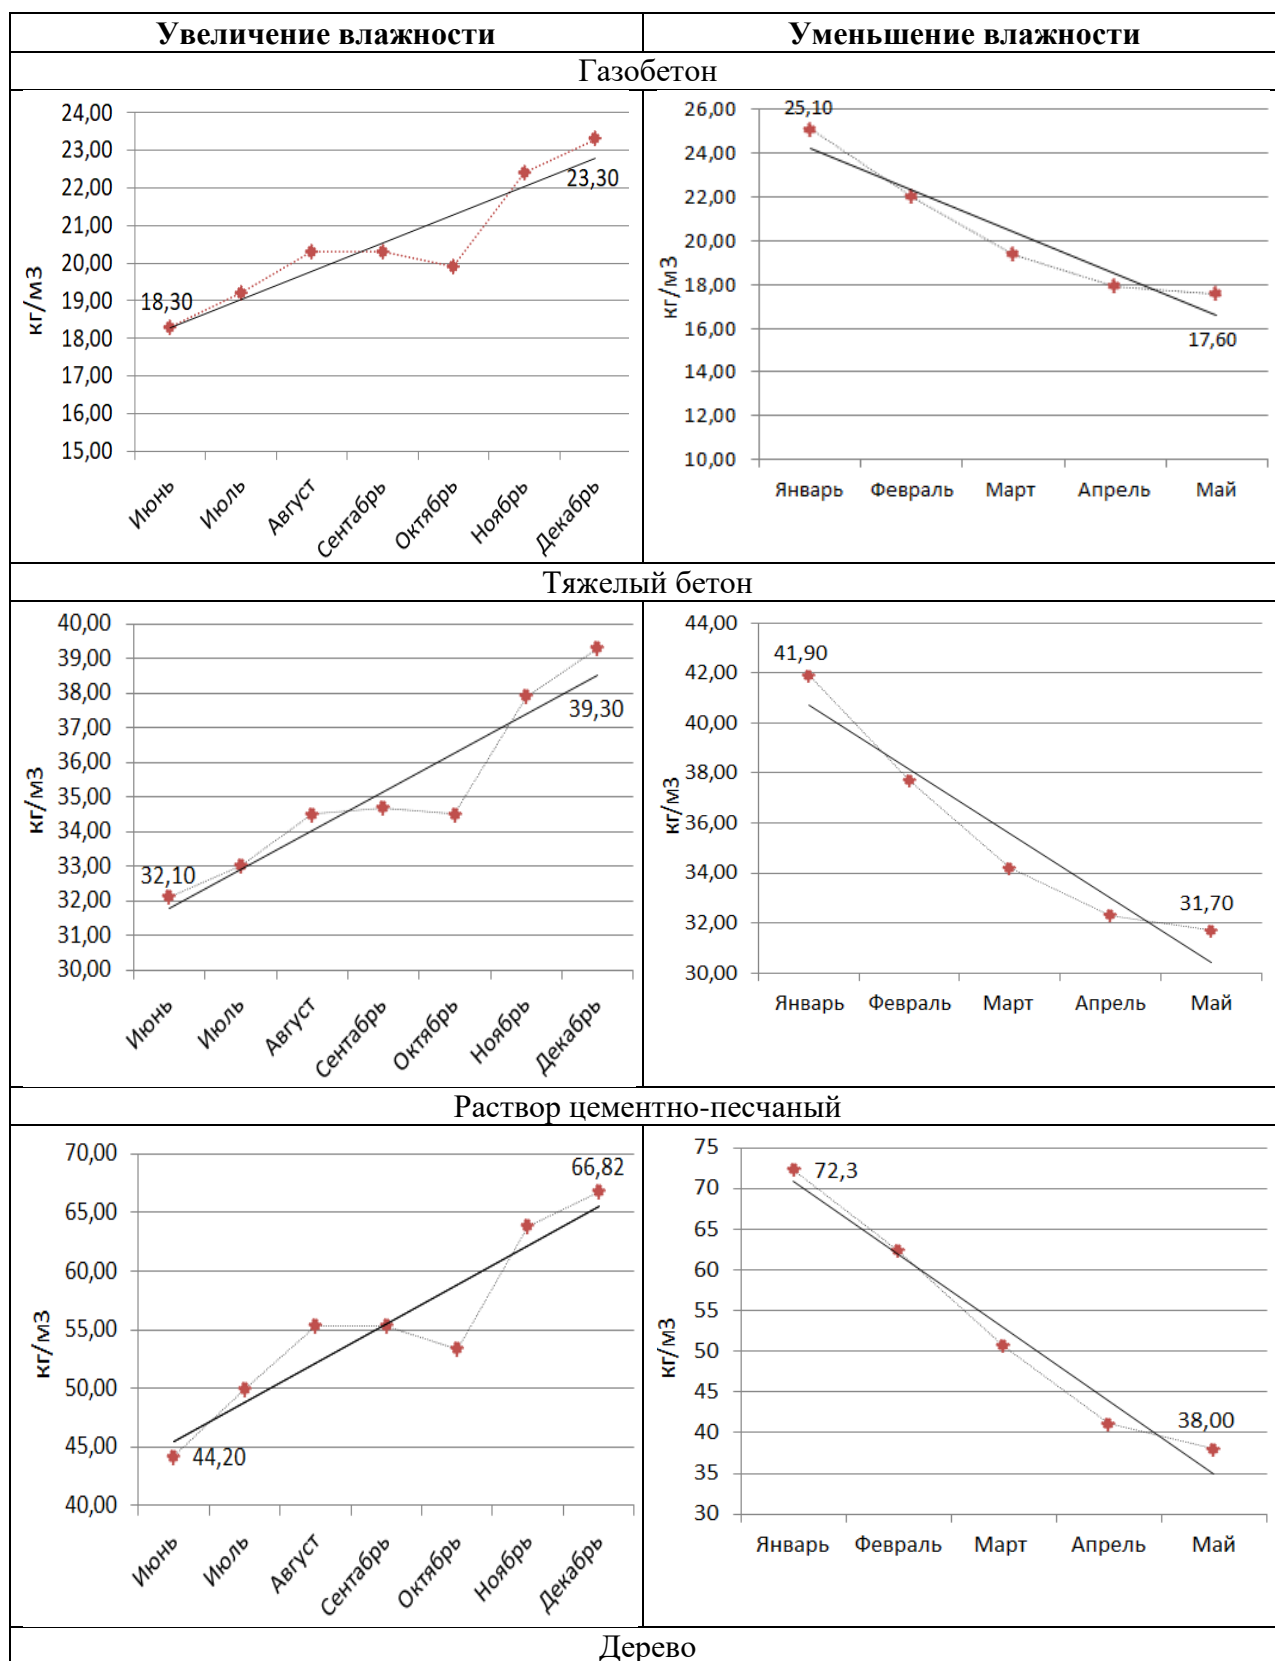 Увеличение влажности
Уменьшение влажности
Газобетон
24,00
23,00
22,00
21,00
20,00
19,00
18,00
17,00
16,00
15,00
кг/м3
18,30
23,30
Июнь
Июль
Август
Сентабрь
Октябрь
Ноябрь
Декабрь
26,00
24,00
22,00
20,00
18,00
16,00
14,00
12,00
10,00
кг/м3
25,10
17,60
Январь
Февраль
Март
Апрель
Май
Тяжелый бетон
40,00
39,00
38,00
37,00
36,00
35,00
34,00
33,00
32,00
31,00
30,00
кг/м3
32,10
39,30
Июнь
Июль
Август
Сентабрь
Октябрь
Ноябрь
Декабрь
44,00
42,00
40,00
38,00
36,00
34,00
32,00
30,00
кг/м3
41,90
31,70
Январь
Февраль
Март
Апрель
Май
Раствор цементно-песчаный
70,00
65,00
60,00
55,00
50,00
45,00
40,00
кг/м3
44,20
66,82
Июнь
Июль
Август
Сентабрь
Октябрь
Ноябрь
Декабрь
75
70
65
60
55
50
45
40
35
30
кг/м3
72,3
38,00
Январь
Февраль
Март
Апрель
Май
Дерево